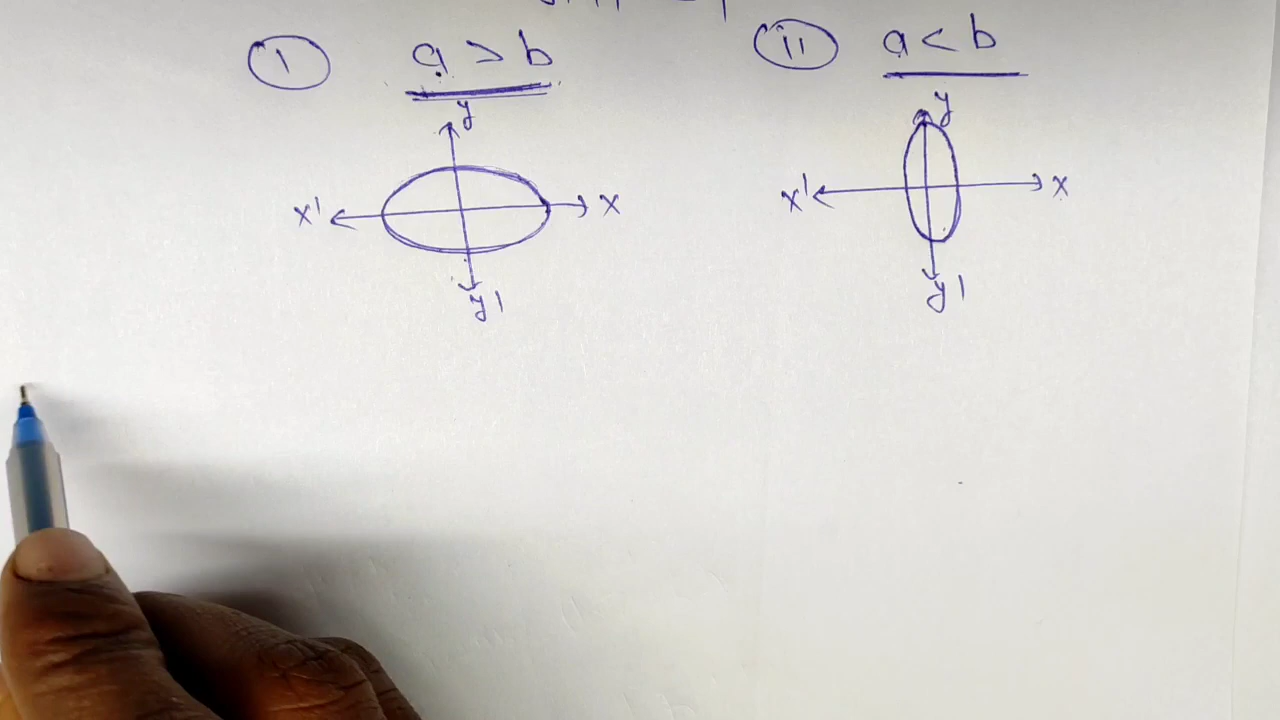 (i) a > b
(ii) a < b
y
y
x' x
x' x
y'
y'